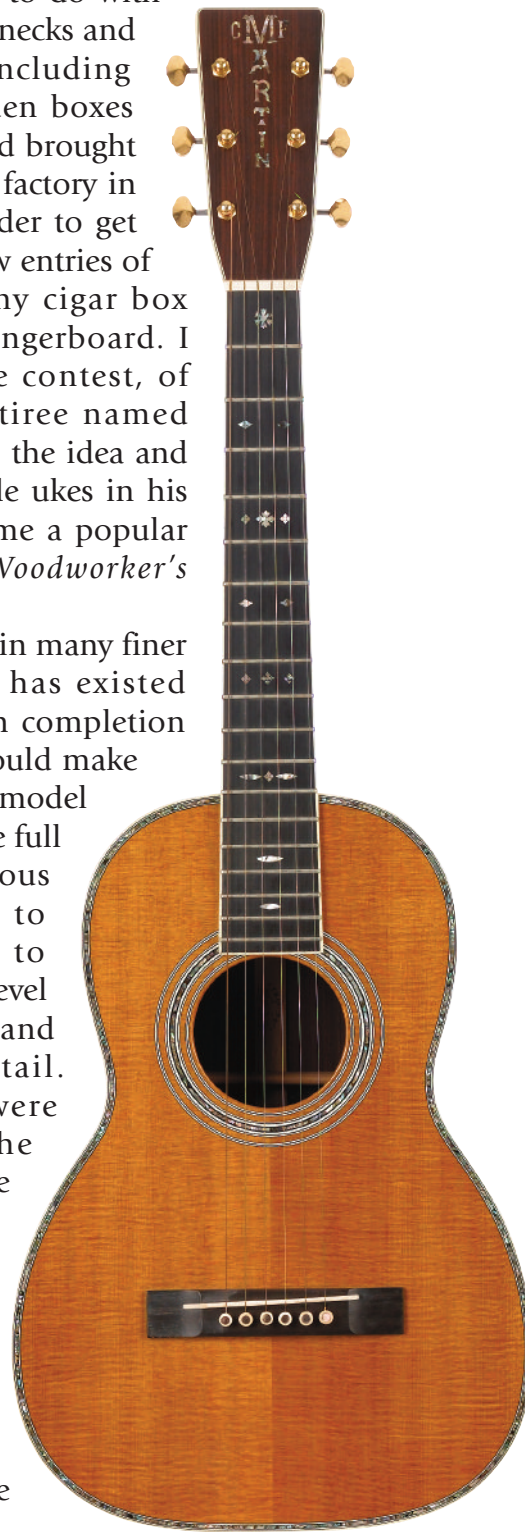 to do with
necks and
ncluding
en boxes
d brought
factory in
der to get
w entries of
ny cigar box
ngerboard. I
e contest, of
tiree named
the idea and
le ukes in his
me a popular
Woodworker's
in many finer
has existed
n completion
ould make
model
e full
ous
to
to
evel
and
tail.
were
he
e
e
CMF
MARTIN